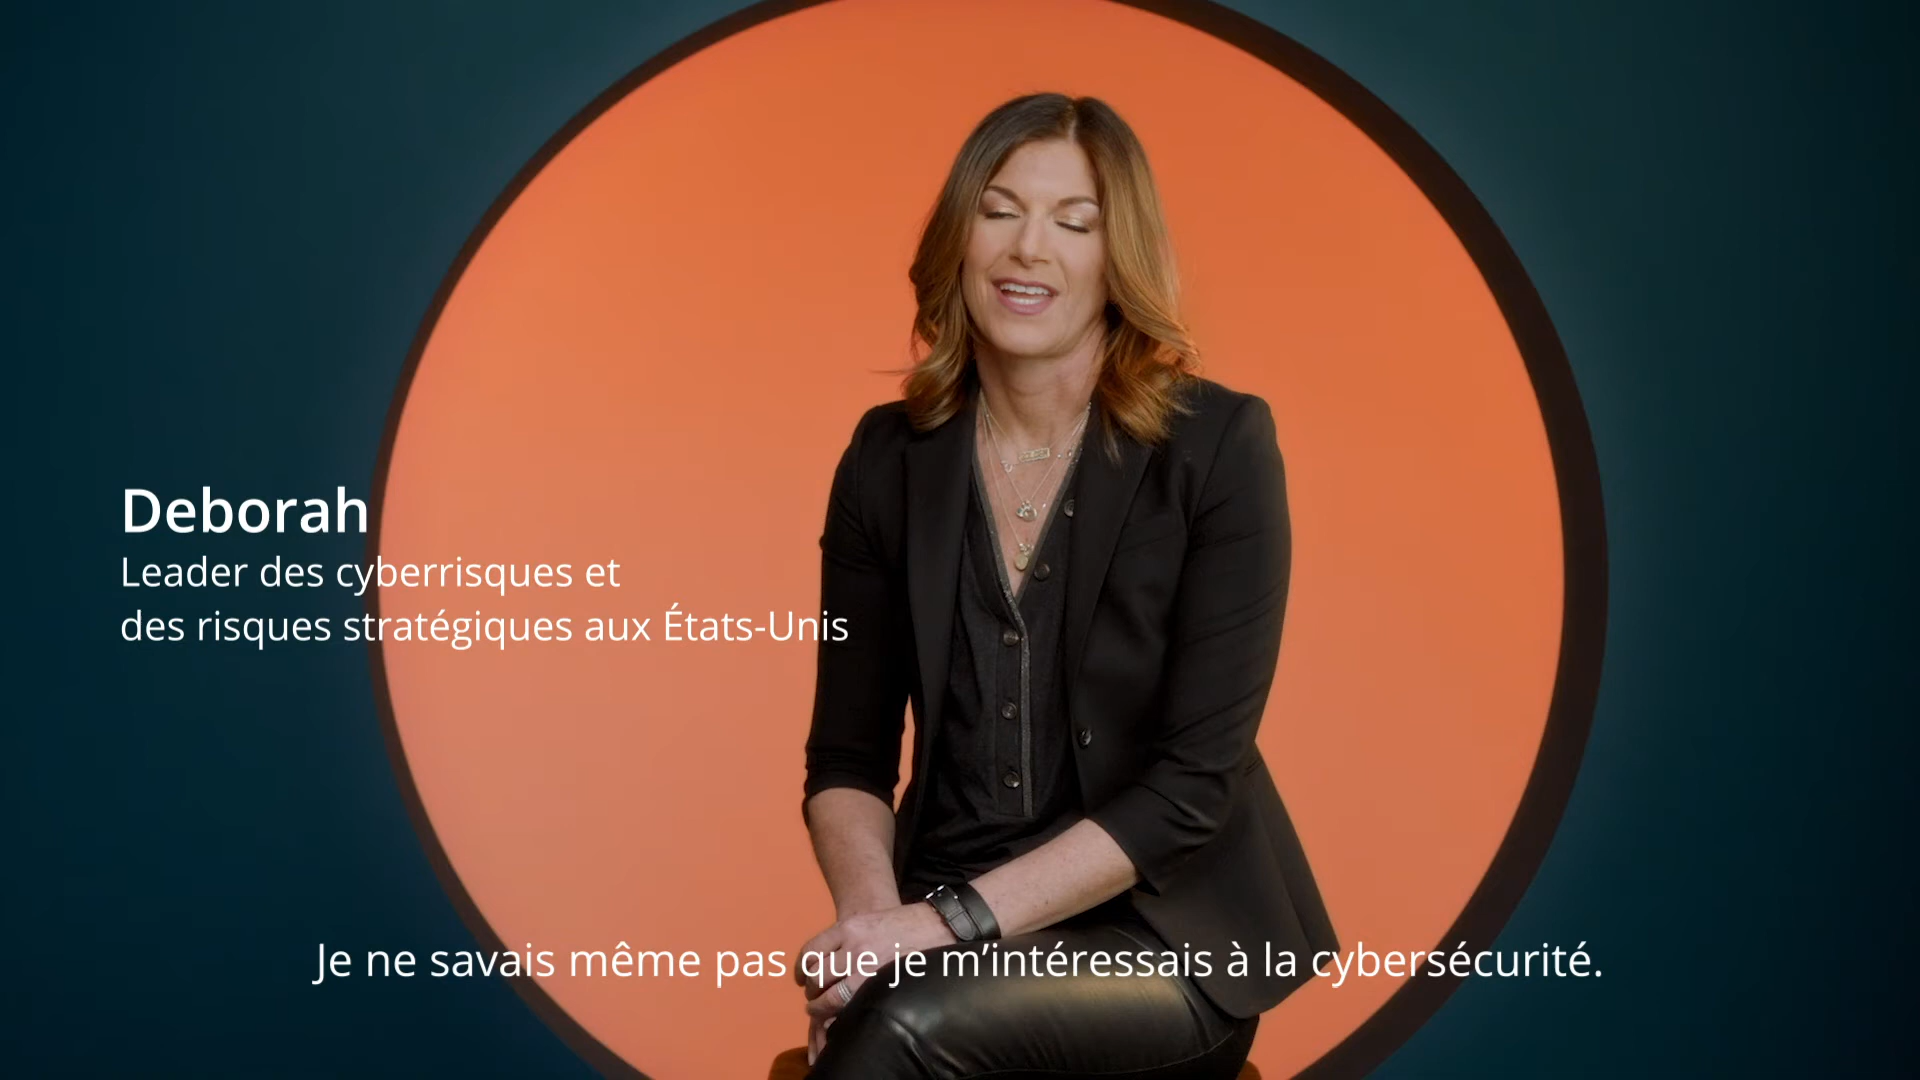 Deborah
Leader des cyberrisques et
des risques stratégiques aux États-Unis
Je ne savais même pas que je m’intéressais à la cybersécurité.